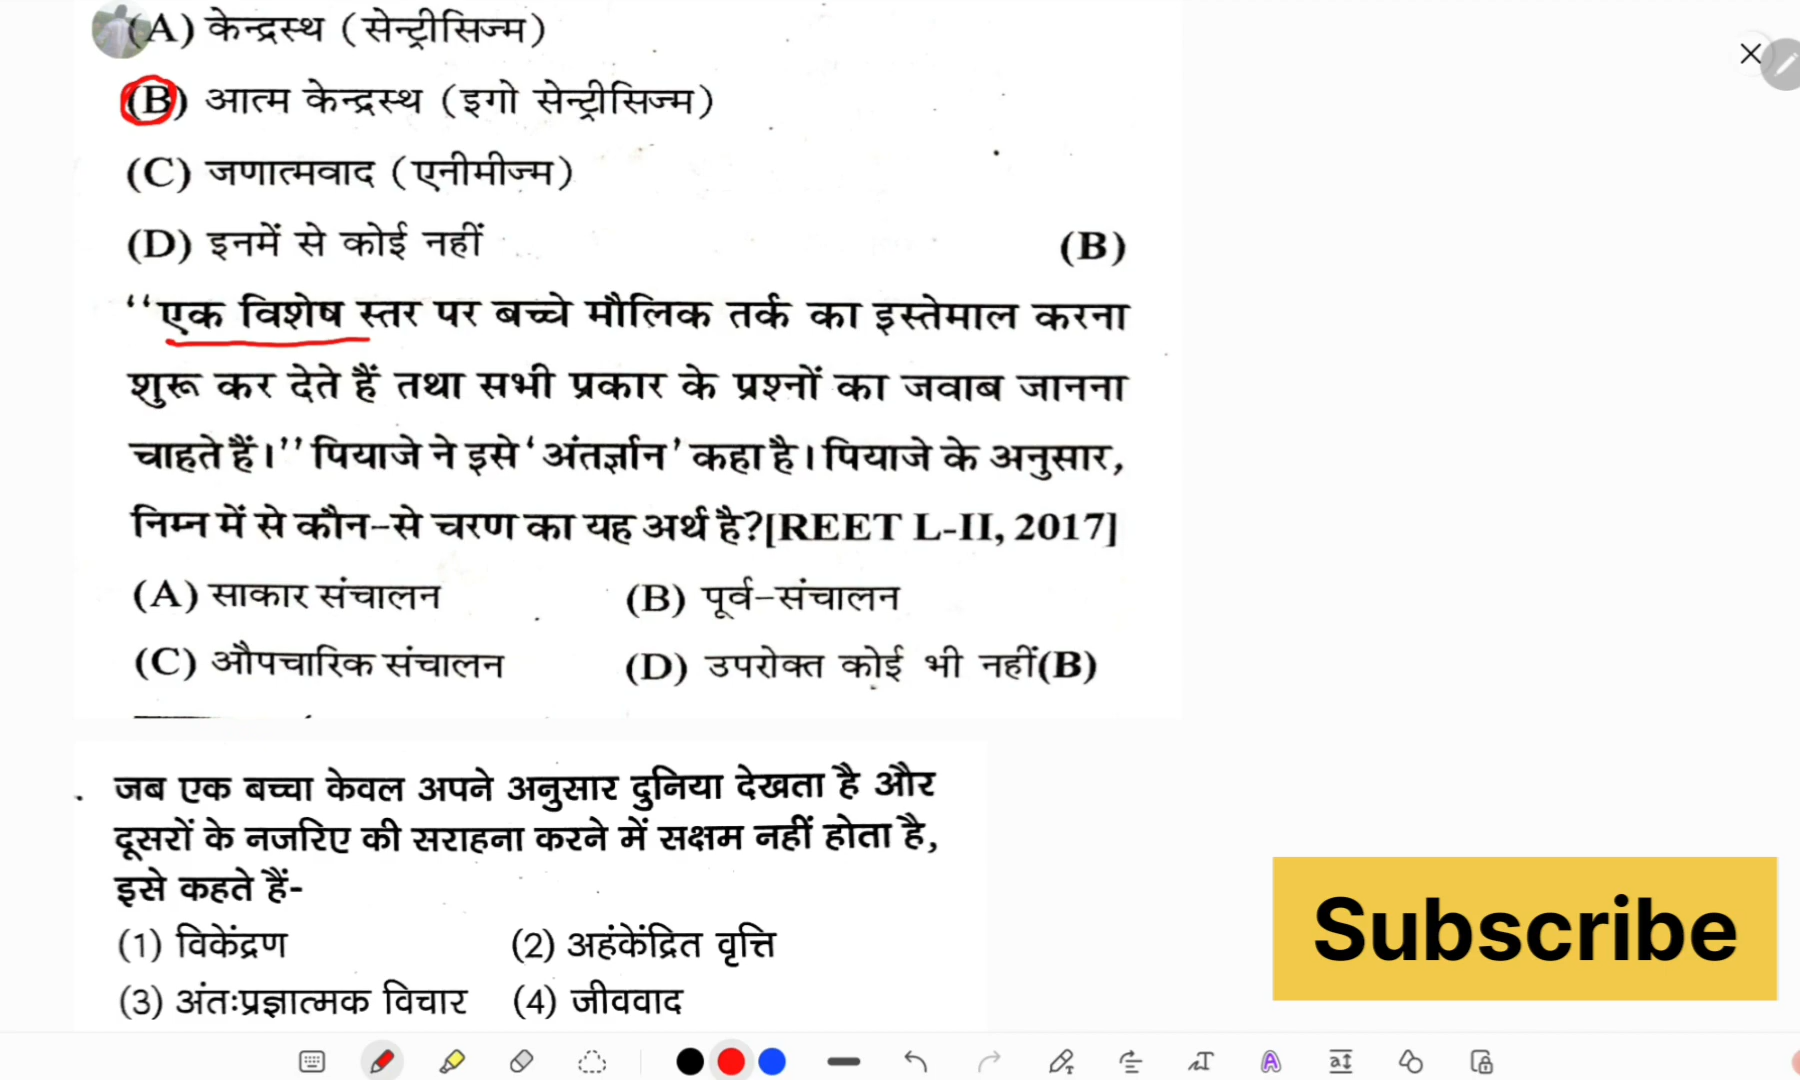 (A) केन्द्रस्थ (सेन्ट्रीसिज्म)
(B) आत्म केन्द्रस्थ (इगो सेन्ट्रीसिज्म)
(C) जणात्मवाद (एनीमीज्म)
(D) इनमें से कोई नहीं (B)
‘‘एक विशेष स्तर पर बच्चे मौलिक तर्क का इस्तेमाल करना
शुरू कर देते हैं तथा सभी प्रकार के प्रश्नों का जवाब जानना
चाहते हैं।’’ पियाजे ने इसे ‘अंतर्ज्ञान’ कहा है। पियाजे के अनुसार,
निम्न में से कौन-से चरण का यह अर्थ है?[REET L-II, 2017]
(A) साकार संचालन (B) पूर्व-संचालन
(C) औपचारिक संचालन (D) उपरोक्त कोई भी नहीं(B)
. जब एक बच्चा केवल अपने अनुसार दुनिया देखता है और
दूसरों के नजरिए की सराहना करने में सक्षम नहीं होता है,
इसे कहते हैं-
(1) विकेंद्रण (2) अहंकेंद्रित वृत्ति
(3) अंतःप्रज्ञात्मक विचार (4) जीववाद
Subscribe